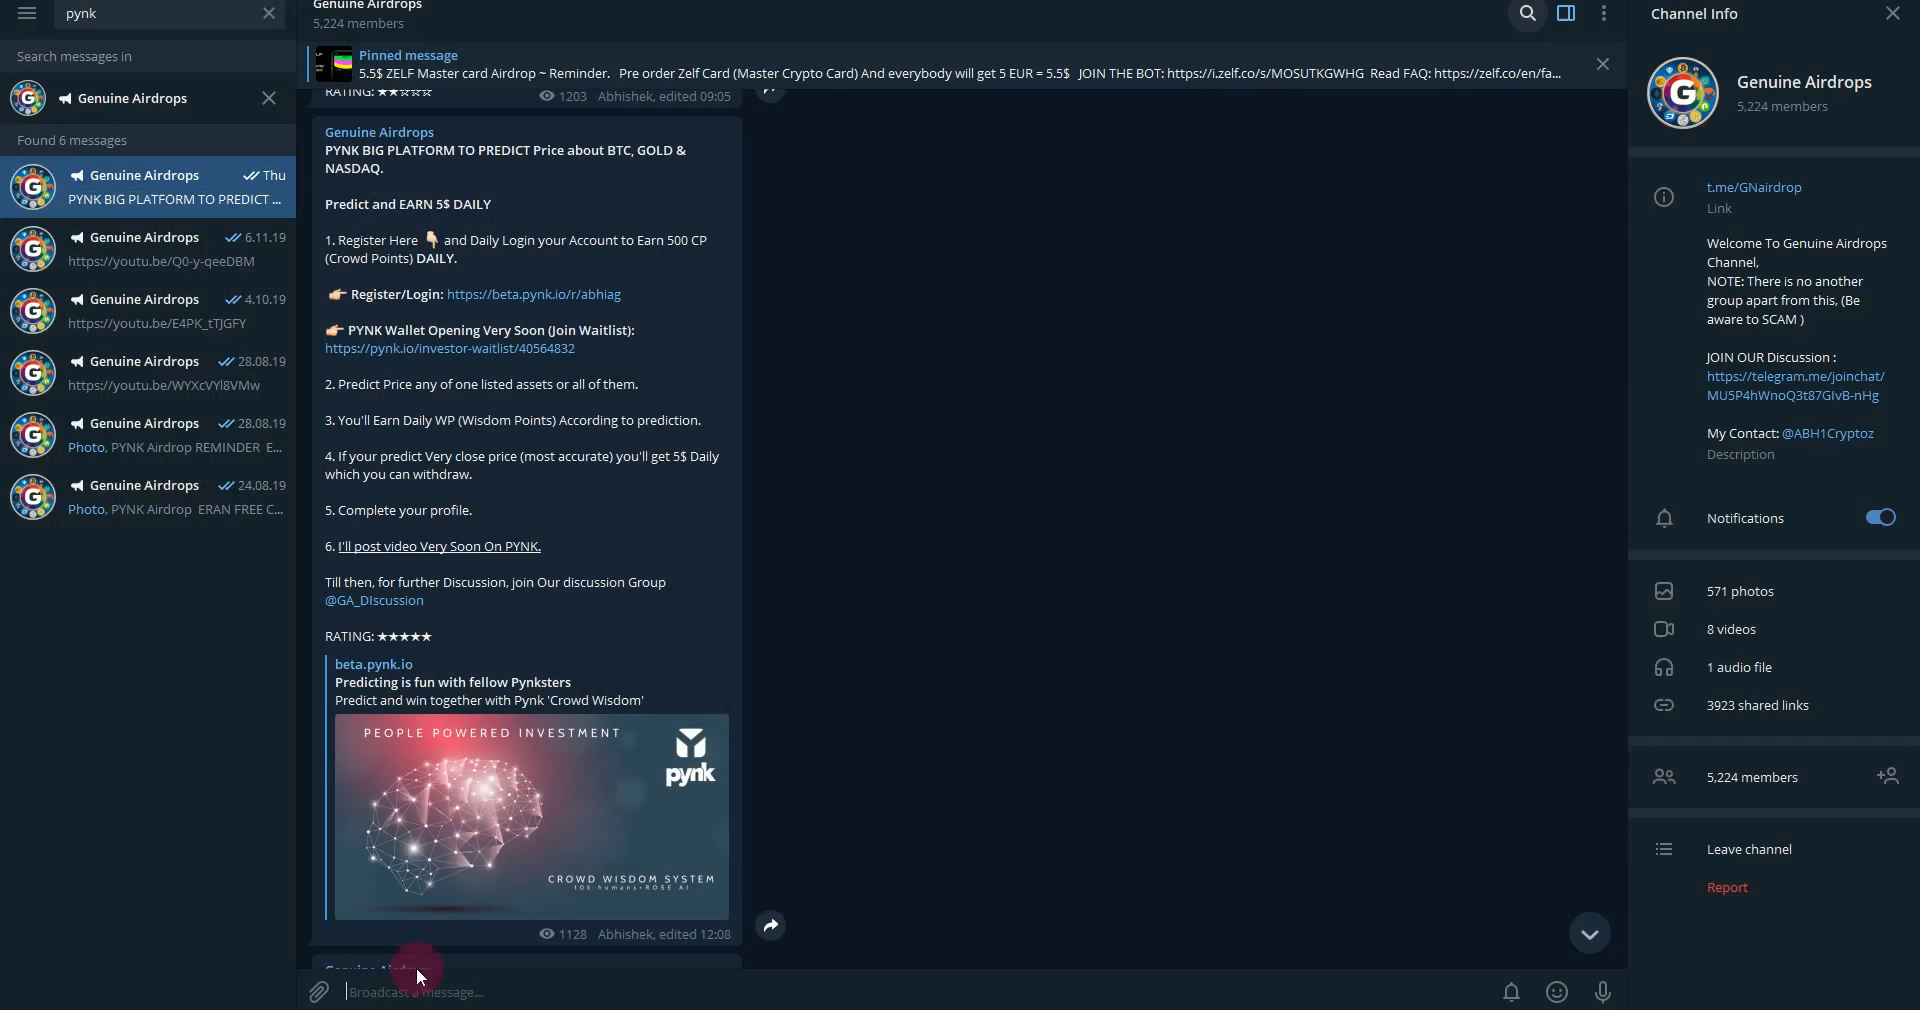 pynk
Search messages in
Genuine Airdrops
Found 6 messages
Genuine Airdrops Thu
PYNK BIG PLATFORM TO PREDICT ...
Genuine Airdrops 6.11.19
https://youtu.be/Q0-y-qeeDBM
Genuine Airdrops 4.10.19
https://youtu.be/E4PK_tTJGFY
Genuine Airdrops 28.08.19
https://youtu.be/WYXcVYl8VMw
Genuine Airdrops 28.08.19
Photo, PYNK Airdrop REMINDER E...
Genuine Airdrops 24.08.19
Photo, PYNK Airdrop ERAN FREE C...
Genuine Airdrops
5,224 members
Pinned message
5.5$ ZELF Master card Airdrop ~ Reminder. Pre order Zelf Card (Master Crypto Card) And everybody will get 5 EUR = 5.5$ JOIN THE BOT: https://i.zelf.co/s/MOSUTKGWHG Read FAQ: https://zelf.co/en/fa...
RATING: ★★☆☆☆ 1203 Abhishek, edited 09:05
Genuine Airdrops
PYNK BIG PLATFORM TO PREDICT Price about BTC, GOLD &
NASDAQ.
Predict and EARN 5$ DAILY
1. Register Here 👇🏻 and Daily Login your Account to Earn 500 CP
(Crowd Points) DAILY.
👉🏻 Register/Login: https://beta.pynk.io/r/abhiag
👉🏻 PYNK Wallet Opening Very Soon (Join Waitlist):
https://pynk.io/investor-waitlist/40564832
2. Predict Price any of one listed assets or all of them.
3. You'll Earn Daily WP (Wisdom Points) According to prediction.
4. If your predict Very close price (most accurate) you'll get 5$ Daily
which you can withdraw.
5. Complete your profile.
6. I'll post video Very Soon On PYNK.
Till then, for further Discussion, join Our discussion Group
@GA_DIscussion
RATING: ★★★★★
beta.pynk.io
Predicting is fun with fellow Pynksters
Predict and win together with Pynk 'Crowd Wisdom'
PEOPLE POWERED INVESTMENT
pynk
CROWD WISDOM SYSTEM
10k humans+ROSE AI
1128 Abhishek, edited 12:08
Genuine Airdrops
Broadcast a message...
Channel Info
Genuine Airdrops
5,224 members
t.me/GNairdrop
Link
Welcome To Genuine Airdrops
Channel,
NOTE: There is no another
group apart from this, (Be
aware to SCAM )
JOIN OUR Discussion :
https://telegram.me/joinchat/
MU5P4hWnoQ3t87GIvB-nHg
My Contact: @ABH1Cryptoz
Description
Notifications
571 photos
8 videos
1 audio file
3923 shared links
5,224 members
Leave channel
Report